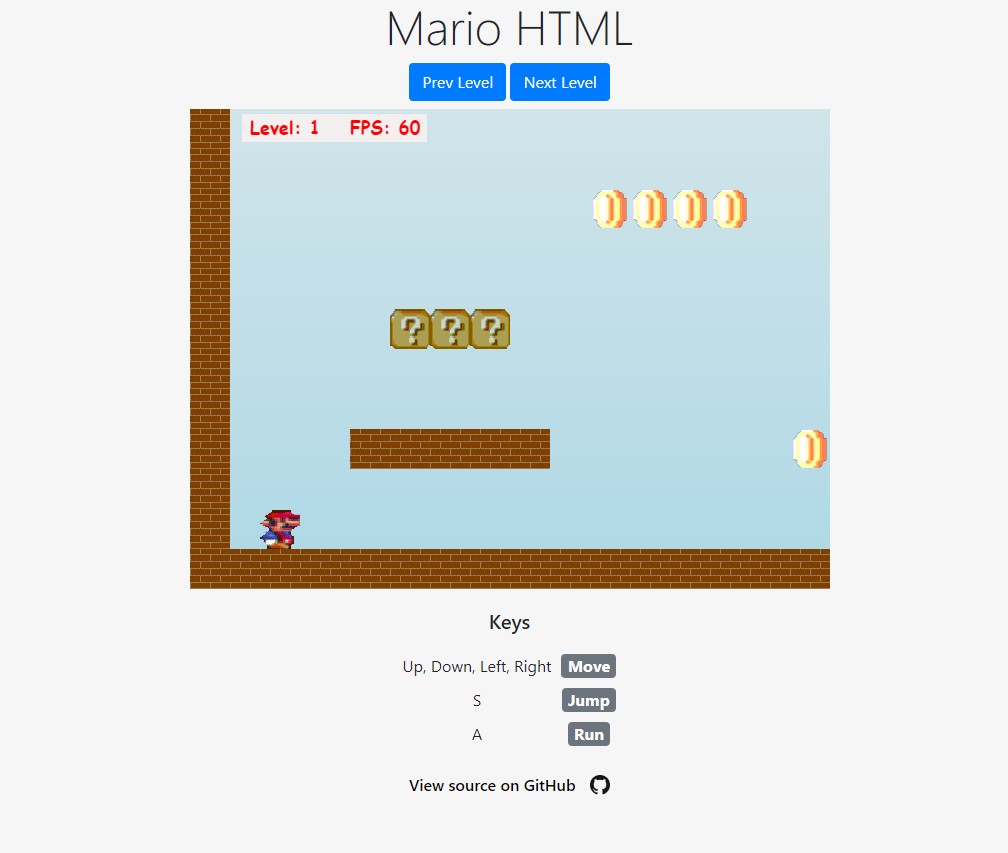 Mario HTML
Prev Level Next Level
Level: 1 FPS: 60
? ? ?
Keys
Up, Down, Left, Right Move
S Jump
A Run
View source on GitHub